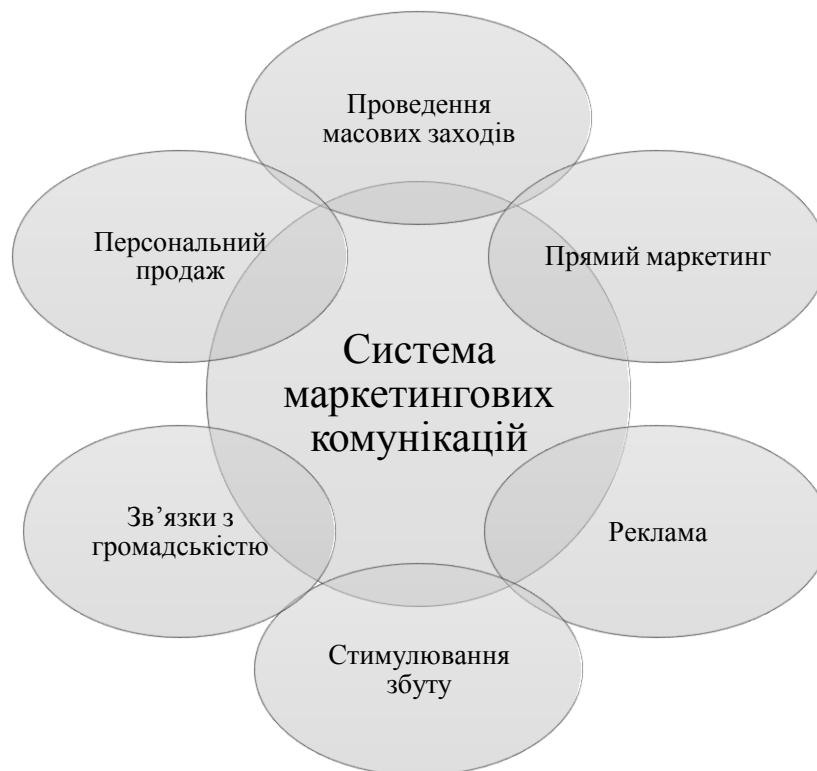 Проведення
масових заходів
Персональний
продаж
Прямий маркетинг
Система
маркетингових
комунікацій
Зв’язки з
громадськістю
Реклама
Стимулювання
збуту